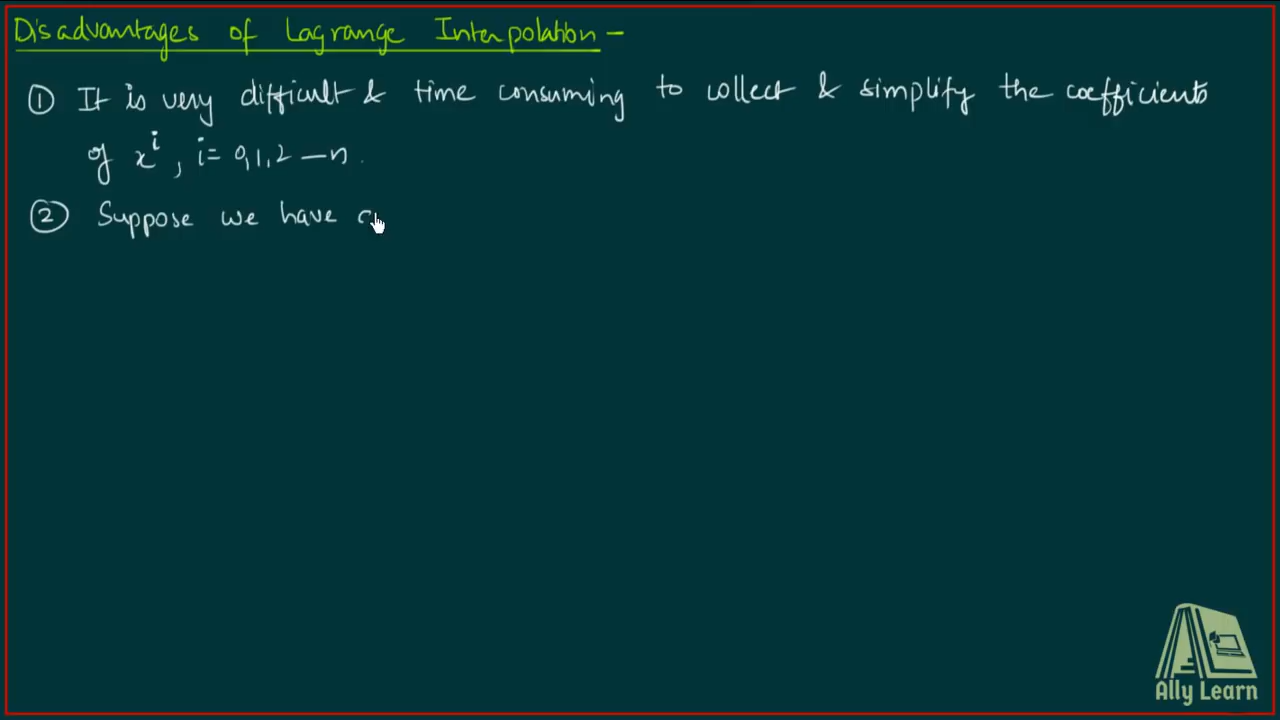 Disadvantages of Lagrange Interpolation -
① It is very difficult & time consuming to collect & simplify the coefficients
of xⁱ, i= 0,1,2 — n.
② Suppose we have
Ally Learn